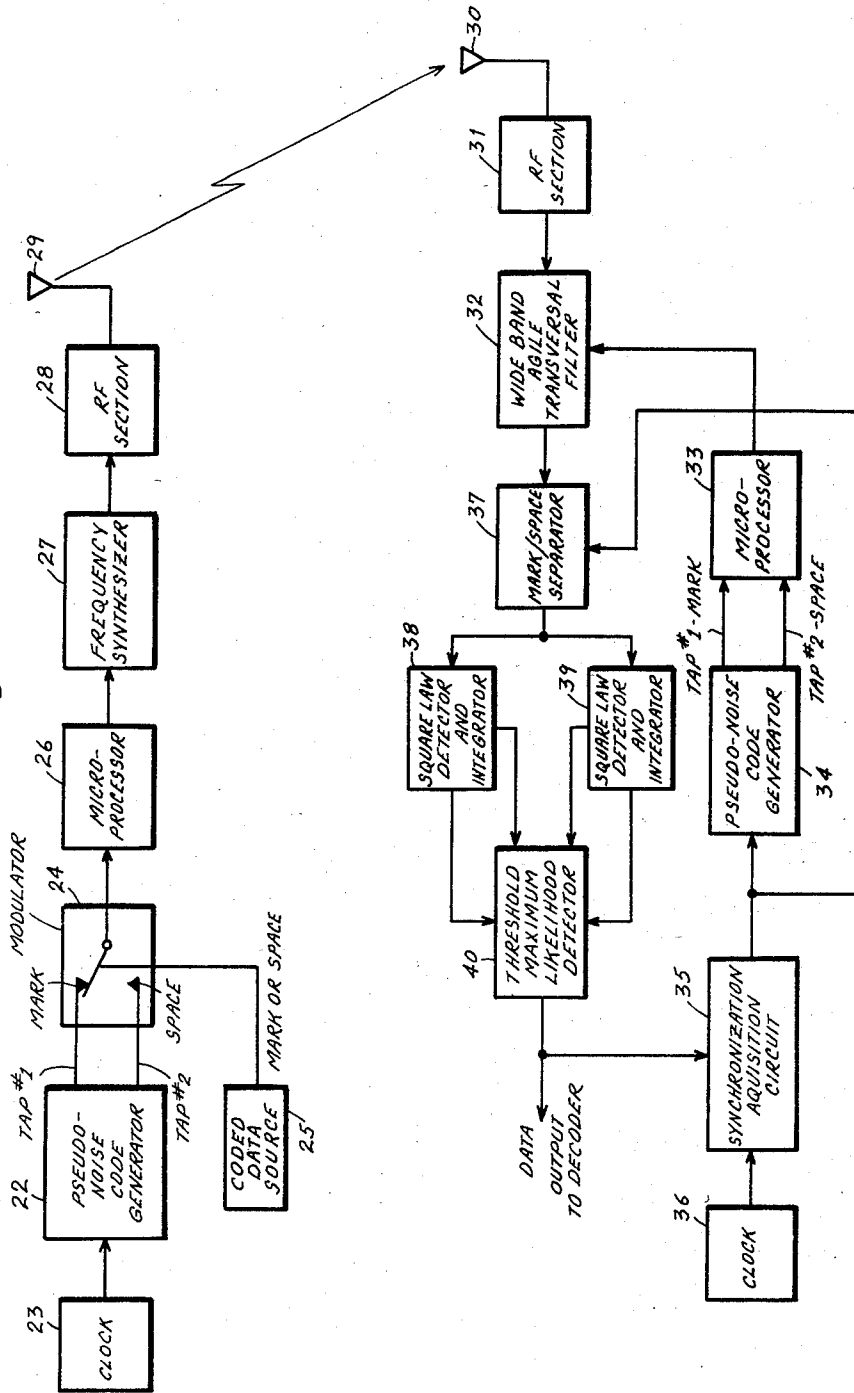 23
CLOCK
22
PSEUDO-
NOISE
CODE
GENERATOR
TAP #1
TAP #2
MODULATOR
24
MARK
SPACE
CODED
DATA
SOURCE
25
MARK OR SPACE
26
MICRO-
PROCESSOR
27
FREQUENCY
SYNTHESIZER
28
RF
SECTION
29
30
31
RF
SECTION
32
WIDE BAND
AGILE
TRANSVERSAL
FILTER
37
MARK/SPACE
SEPARATOR
38
SQUARE LAW
DETECTOR
AND
INTEGRATOR
39
SQUARE LAW
DETECTOR
AND
INTEGRATOR
40
THRESHOLD
MAXIMUM
LIKELIHOOD
DETECTOR
DATA
OUTPUT
TO DECODER
33
MICRO-
PROCESSOR
TAP #1-MARK
TAP #2-SPACE
PSEUDO-NOISE
CODE
GENERATOR
34
35
SYNCHRONIZATION
AQUISITION
CIRCUIT
36
CLOCK